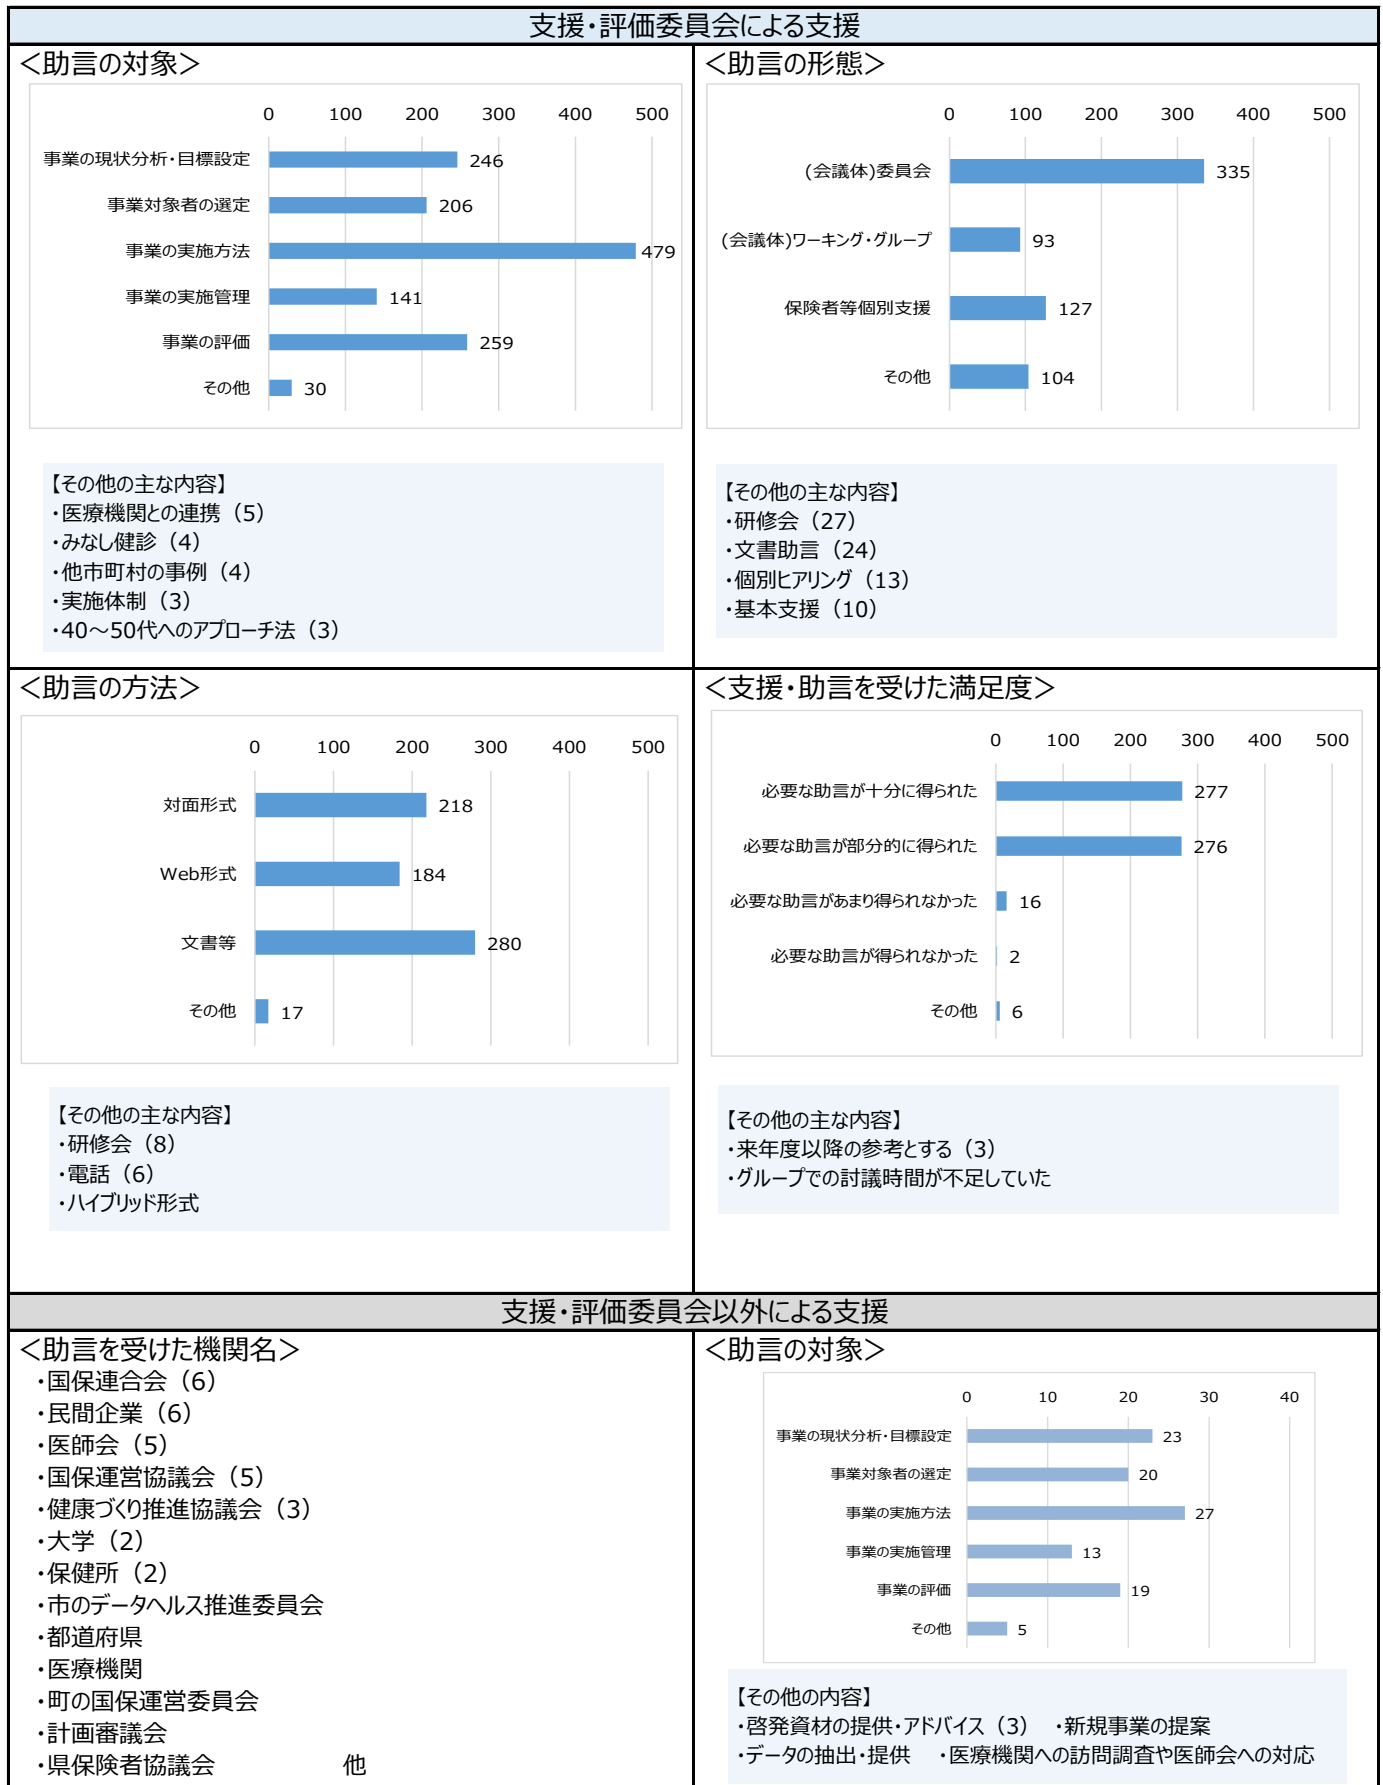 支援・評価委員会による支援
＜助言の対象＞
0 100 200 300 400 500
事業の現状分析・目標設定 246
事業対象者の選定 206
事業の実施方法 479
事業の実施管理 141
事業の評価 259
その他 30
【その他の主な内容】
・医療機関との連携（5）
・みなし健診（4）
・他市町村の事例（4）
・実施体制（3）
・40～50代へのアプローチ法（3）
＜助言の形態＞
0 100 200 300 400 500
(会議体)委員会 335
(会議体)ワーキング・グループ 93
保険者等個別支援 127
その他 104
【その他の主な内容】
・研修会（27）
・文書助言（24）
・個別ヒアリング（13）
・基本支援（10）
＜助言の方法＞
0 100 200 300 400 500
対面形式 218
Web形式 184
文書等 280
その他 17
【その他の主な内容】
・研修会（8）
・電話（6）
・ハイブリッド形式
＜支援・助言を受けた満足度＞
0 100 200 300 400 500
必要な助言が十分に得られた 277
必要な助言が部分的に得られた 276
必要な助言があまり得られなかった 16
必要な助言が得られなかった 2
その他 6
【その他の主な内容】
・来年度以降の参考とする（3）
・グループでの討議時間が不足していた
支援・評価委員会以外による支援
＜助言を受けた機関名＞
・国保連合会（6）
・民間企業（6）
・医師会（5）
・国保運営協議会（5）
・健康づくり推進協議会（3）
・大学（2）
・保健所（2）
・市のデータヘルス推進委員会
・都道府県
・医療機関
・町の国保運営委員会
・計画審議会
・県保険者協議会 他
＜助言の対象＞
0 10 20 30 40
事業の現状分析・目標設定 23
事業対象者の選定 20
事業の実施方法 27
事業の実施管理 13
事業の評価 19
その他 5
【その他の内容】
・啓発資材の提供・アドバイス（3） ・新規事業の提案
・データの抽出・提供 ・医療機関への訪問調査や医師会への対応